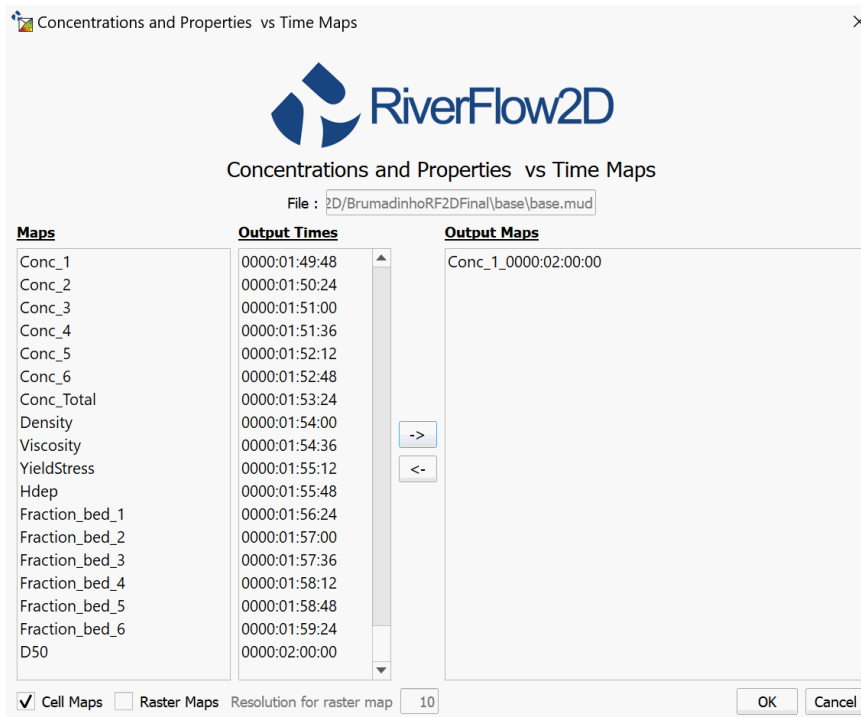 Concentrations and Properties vs Time Maps
RiverFlow2D
Concentrations and Properties vs Time Maps
File : 2D/BrumadinhoRF2DFinal\base\base.mud
Maps
Conc_1
Conc_2
Conc_3
Conc_4
Conc_5
Conc_6
Conc_Total
Density
Viscosity
YieldStress
Hdep
Fraction_bed_1
Fraction_bed_2
Fraction_bed_3
Fraction_bed_4
Fraction_bed_5
Fraction_bed_6
D50
Output Times
0000:01:49:48
0000:01:50:24
0000:01:51:00
0000:01:51:36
0000:01:52:12
0000:01:52:48
0000:01:53:24
0000:01:54:00
0000:01:54:36
0000:01:55:12
0000:01:55:48
0000:01:56:24
0000:01:57:00
0000:01:57:36
0000:01:58:12
0000:01:58:48
0000:01:59:24
0000:02:00:00
->
<-
Output Maps
Conc_1_0000:02:00:00
Cell Maps Raster Maps Resolution for raster map 10
OK Cancel